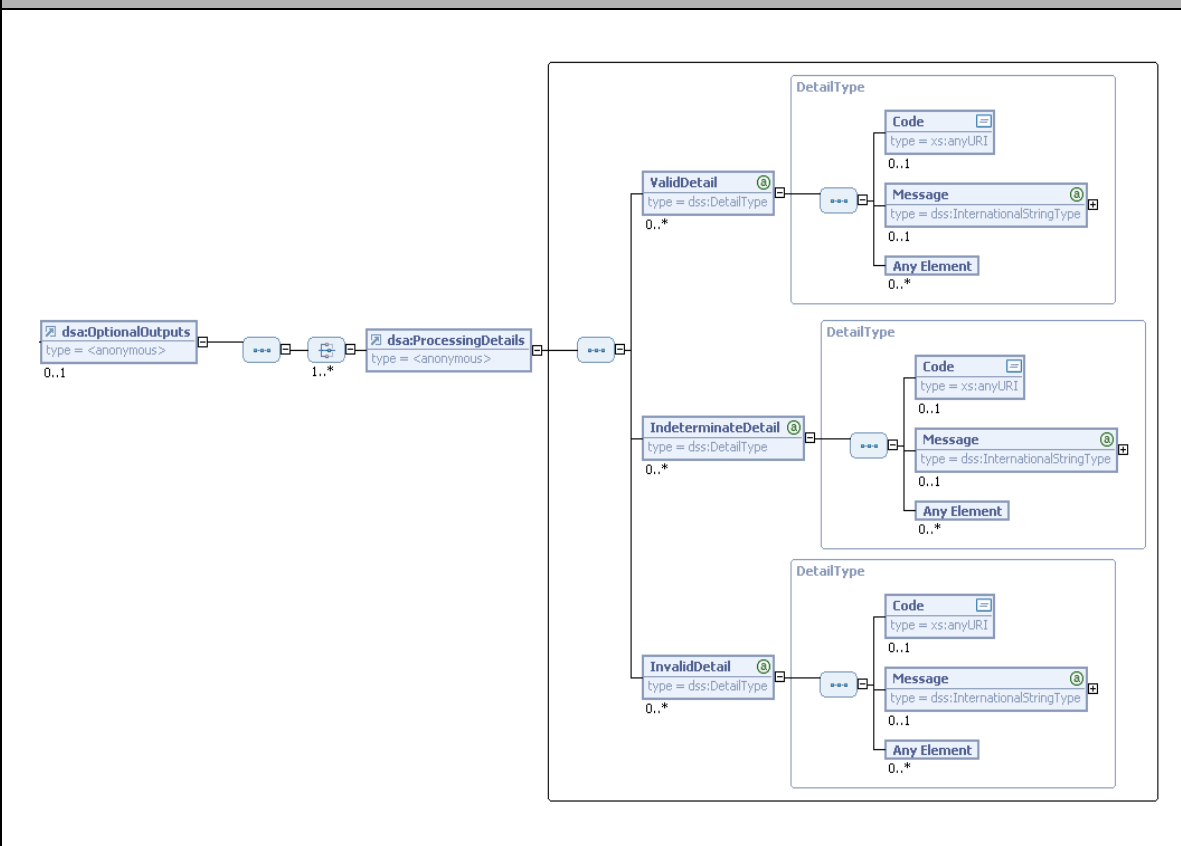 dsa:OptionalOutputs
type = <anonymous>
0..1
1..*
dsa:ProcessingDetails
type = <anonymous>
ValidDetail
type = dss:DetailType
0..*
DetailType
Code
type = xs:anyURI
0..1
Message
type = dss:InternationalStringType
0..1
Any Element
0..*
IndeterminateDetail
type = dss:DetailType
0..*
DetailType
Code
type = xs:anyURI
0..1
Message
type = dss:InternationalStringType
0..1
Any Element
0..*
InvalidDetail
type = dss:DetailType
0..*
DetailType
Code
type = xs:anyURI
0..1
Message
type = dss:InternationalStringType
0..1
Any Element
0..*